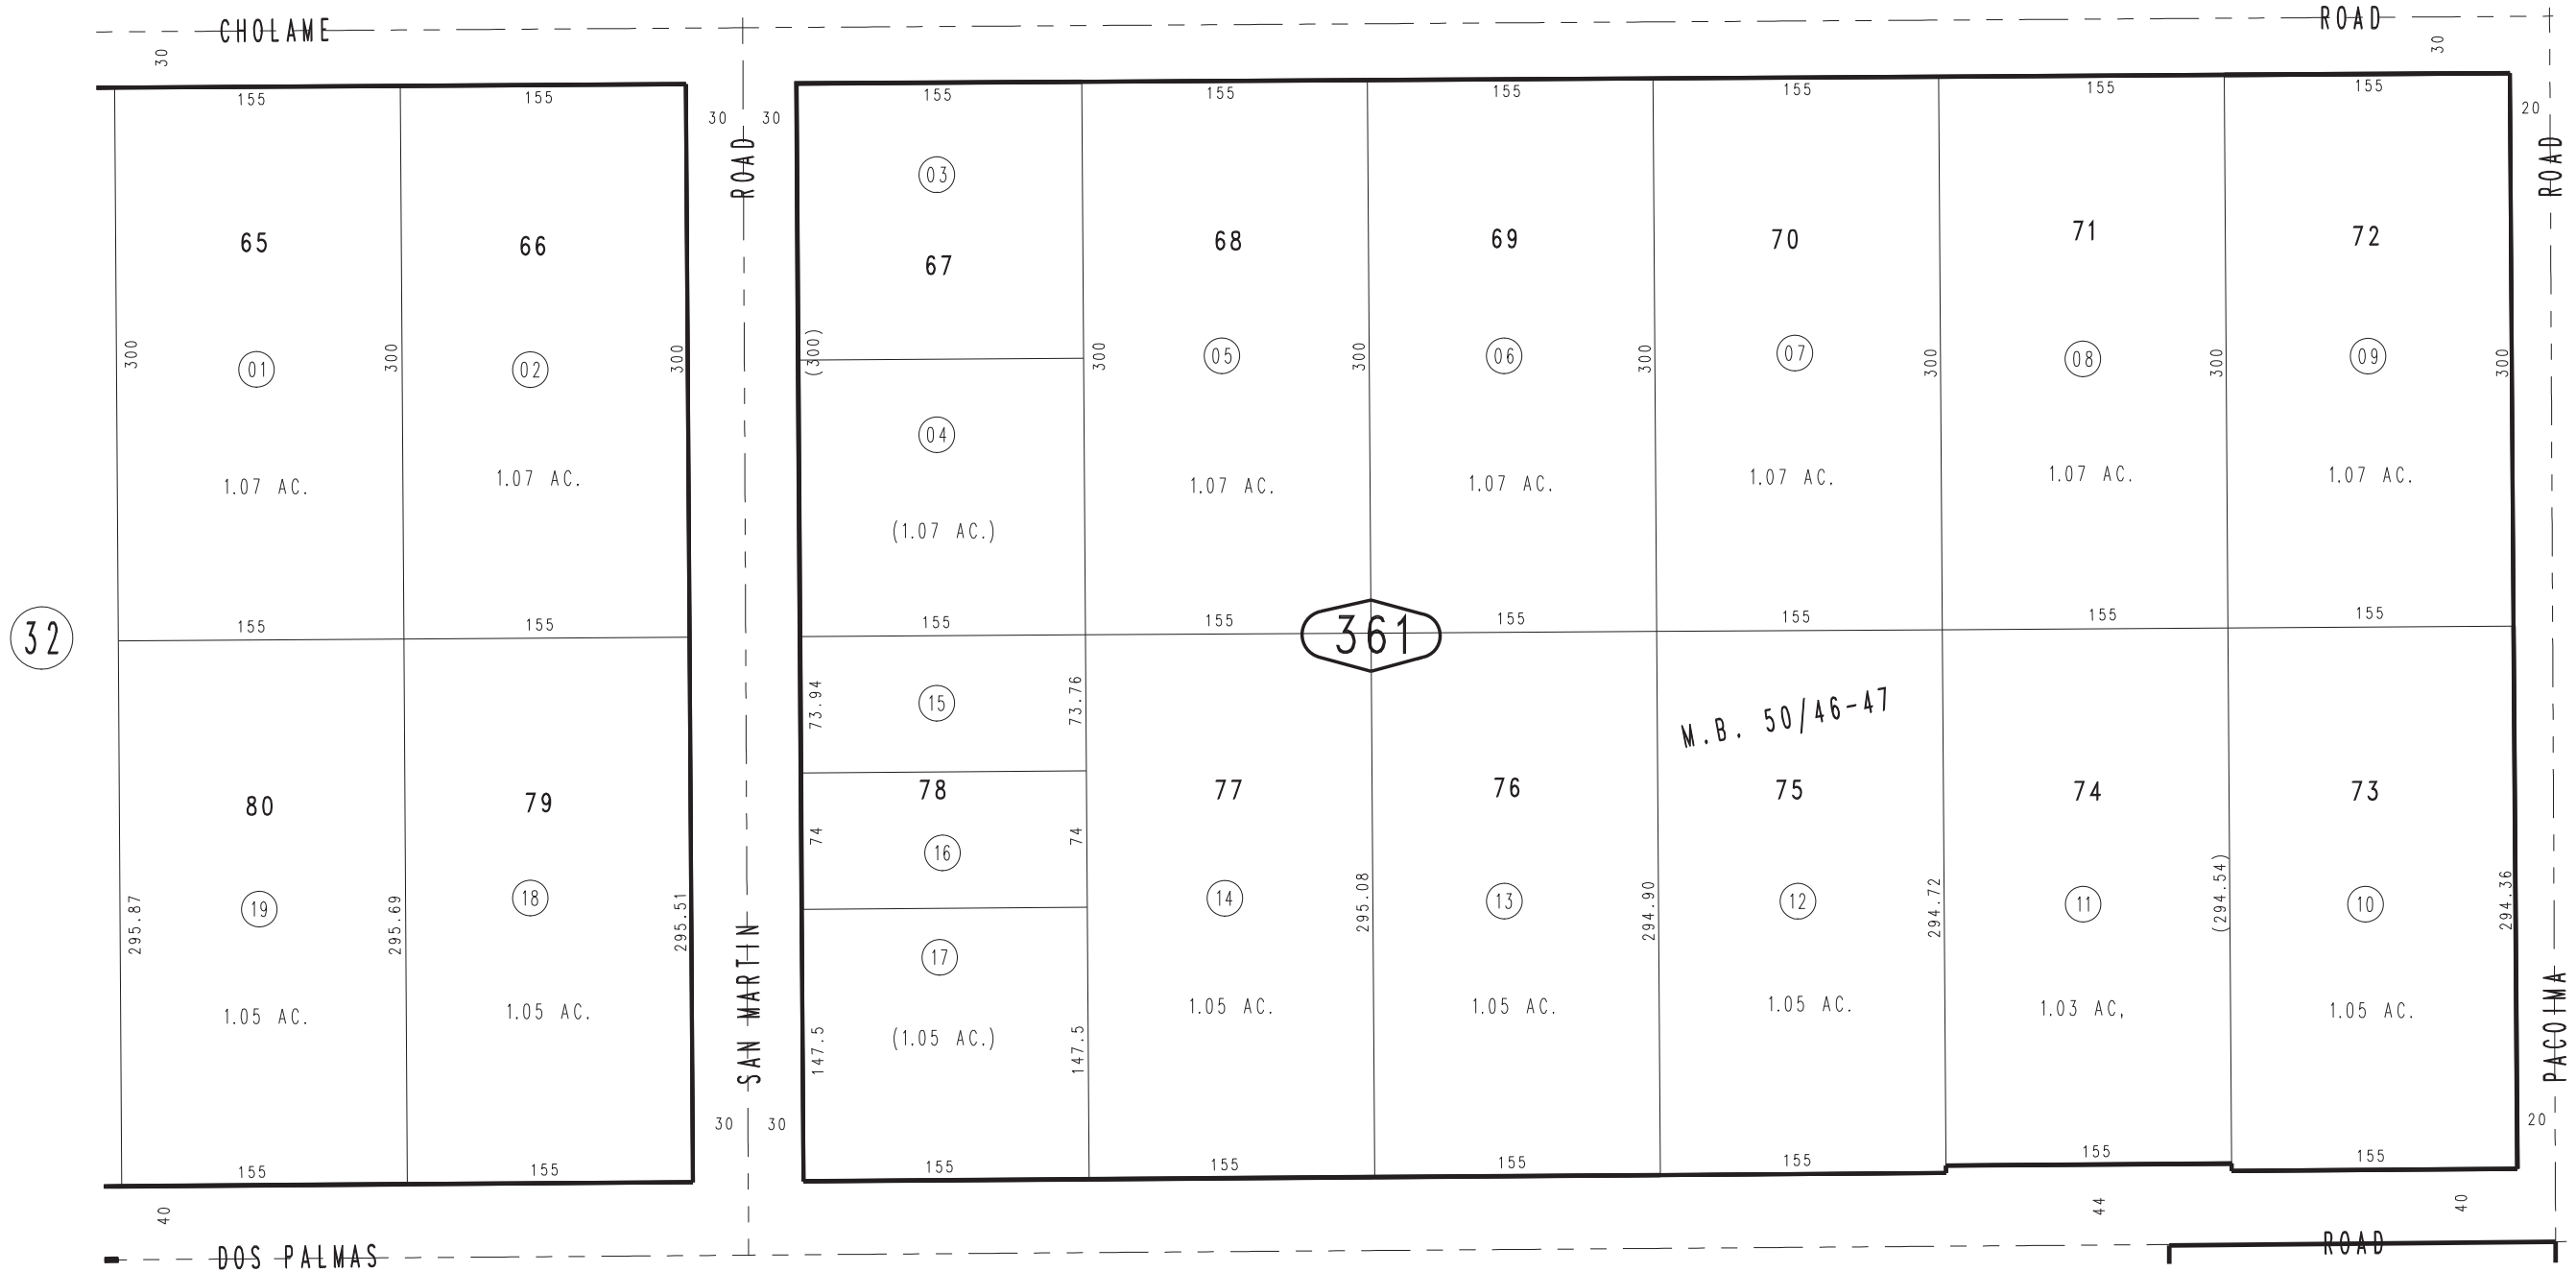 CHOLAME ROAD
30 30
155 155 155 155 155 155 155 155
30 30 20
ROAD ROAD
03
65 66 67 68 69 70 71 72
300 300 300 (300) 300 300 300 300 300 300
01 02 05 06 07 08 09
04
1.07 AC. 1.07 AC. 1.07 AC. 1.07 AC. 1.07 AC. 1.07 AC. 1.07 AC.
(1.07 AC.)
155 155 155 155 155 155 155 155
32 361
73.94 15 73.76
M.B. 50/46-47
80 79 78 77 76 75 74 73
74 16 74
19 18 14 13 12 11 10
295.87 295.69 295.51 295.08 294.90 294.72 (294.54) 294.36
17
1.05 AC. 1.05 AC. 1.05 AC. 1.05 AC. 1.05 AC. 1.03 AC, 1.05 AC.
(1.05 AC.)
147.5 147.5
SAN MARTIN PACOIMA
30 30 20
155 155 155 155 155 155 155 155
40 44 40
DOS PALMAS ROAD